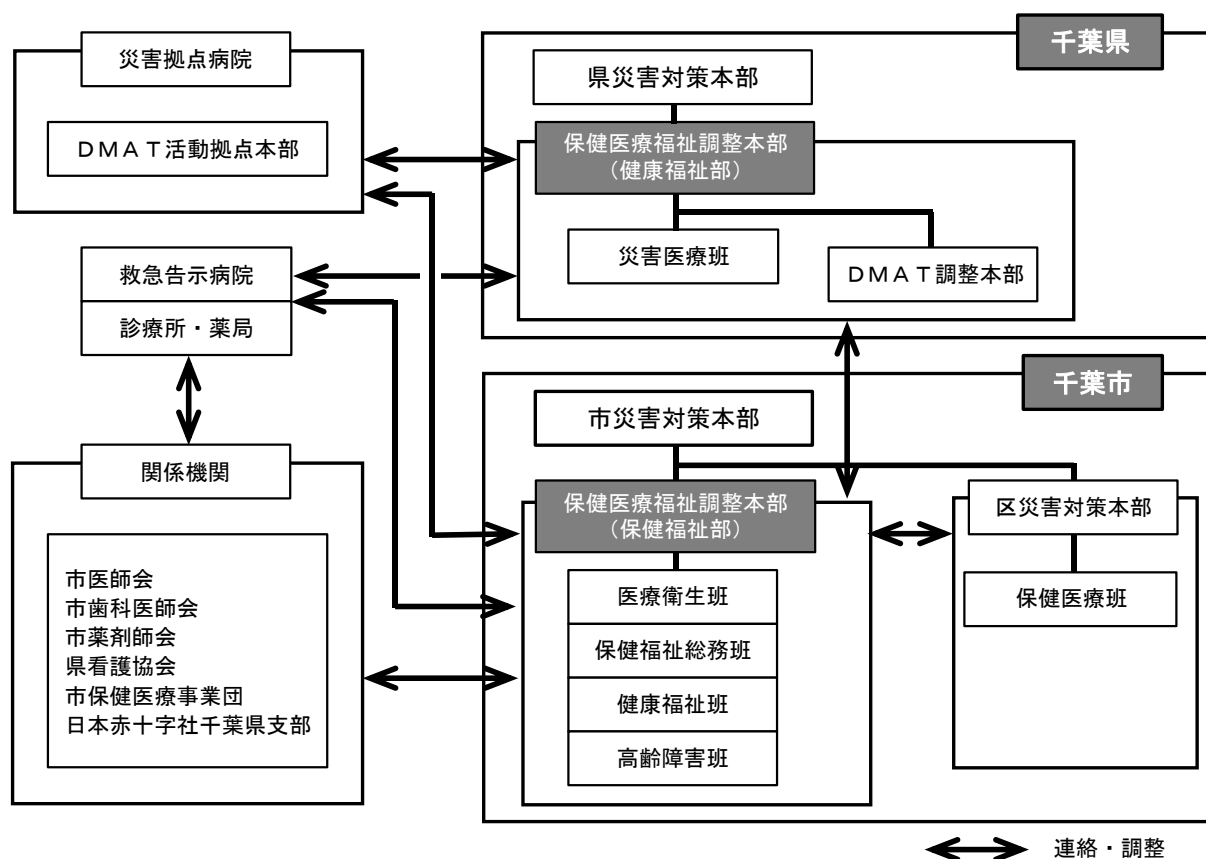 災害拠点病院
DMAT活動拠点本部
救急告示病院
診療所・薬局
関係機関
市医師会
市歯科医師会
市薬剤師会
県看護協会
市保健医療事業団
日本赤十字社千葉県支部
千葉県
県災害対策本部
保健医療福祉調整本部
(健康福祉部)
災害医療班
DMAT調整本部
千葉市
市災害対策本部
保健医療福祉調整本部
(保健福祉部)
医療衛生班
保健福祉総務班
健康福祉班
高齢障害班
区災害対策本部
保健医療班
連絡・調整